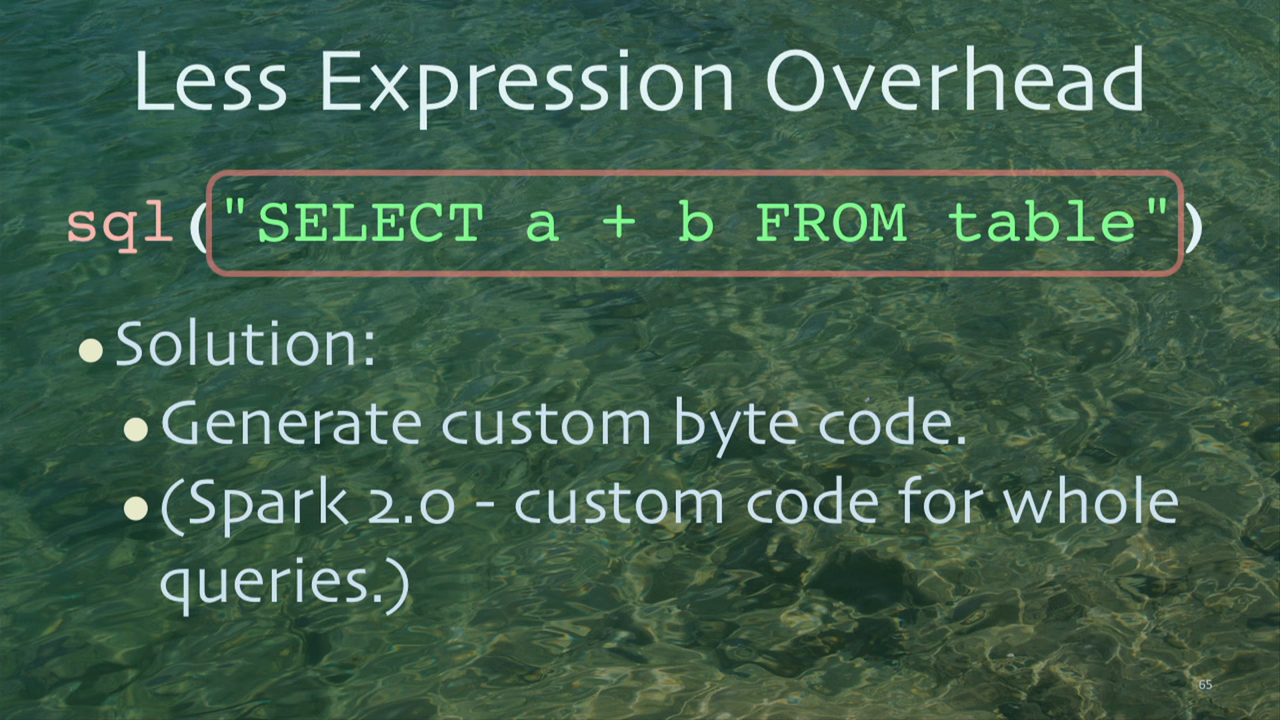 Less Expression Overhead
sql("SELECT a + b FROM table")
• Solution:
• Generate custom byte code.
• (Spark 2.0 - custom code for whole
queries.)
65